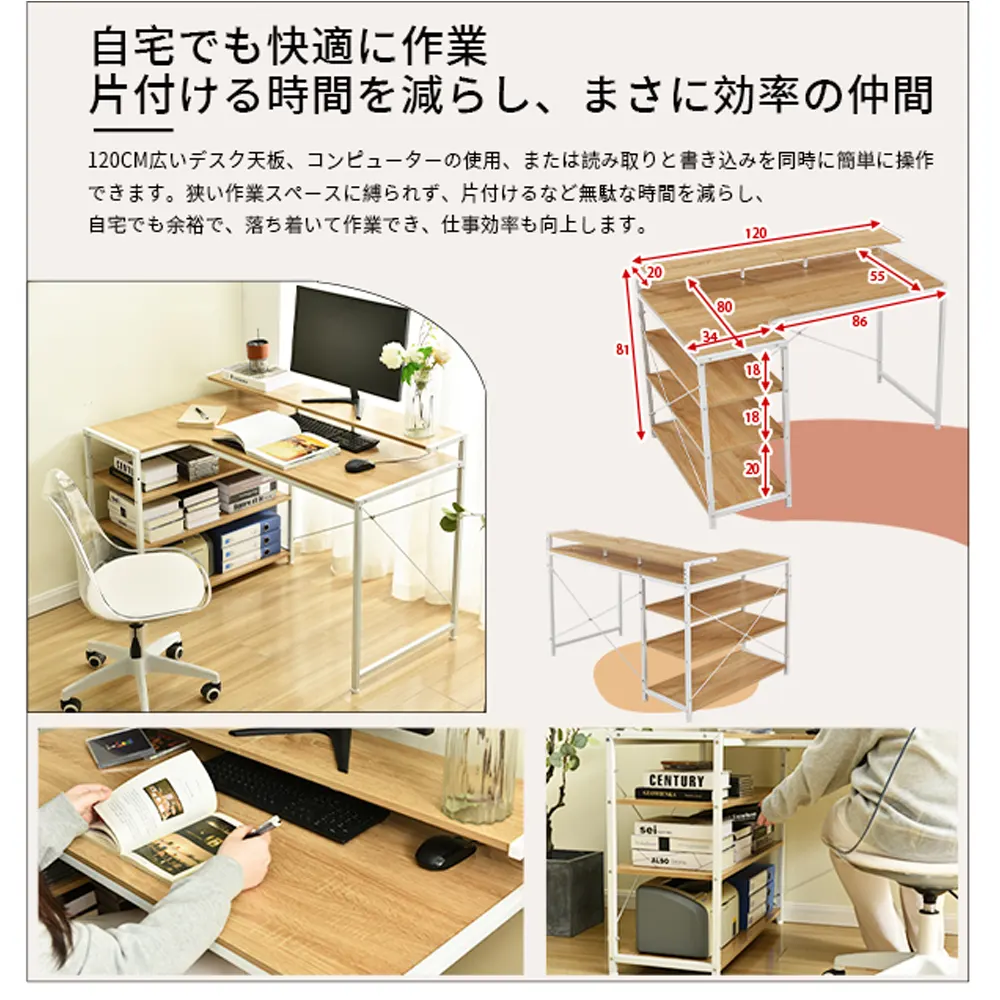 自宅でも快適に作業
片付ける時間を減らし、まさに効率の仲間
120CM広いデスク天板、コンピューターの使用、または読み取りと書き込みを同時に簡単に操作
できます。狭い作業スペースに縛られず、片付けるなど無駄な時間を減らし、
自宅でも余裕で、落ち着いて作業でき、仕事効率も向上します。
120
20
55
80
86
81
34
18
18
20
CENTURY
sei
ALSO